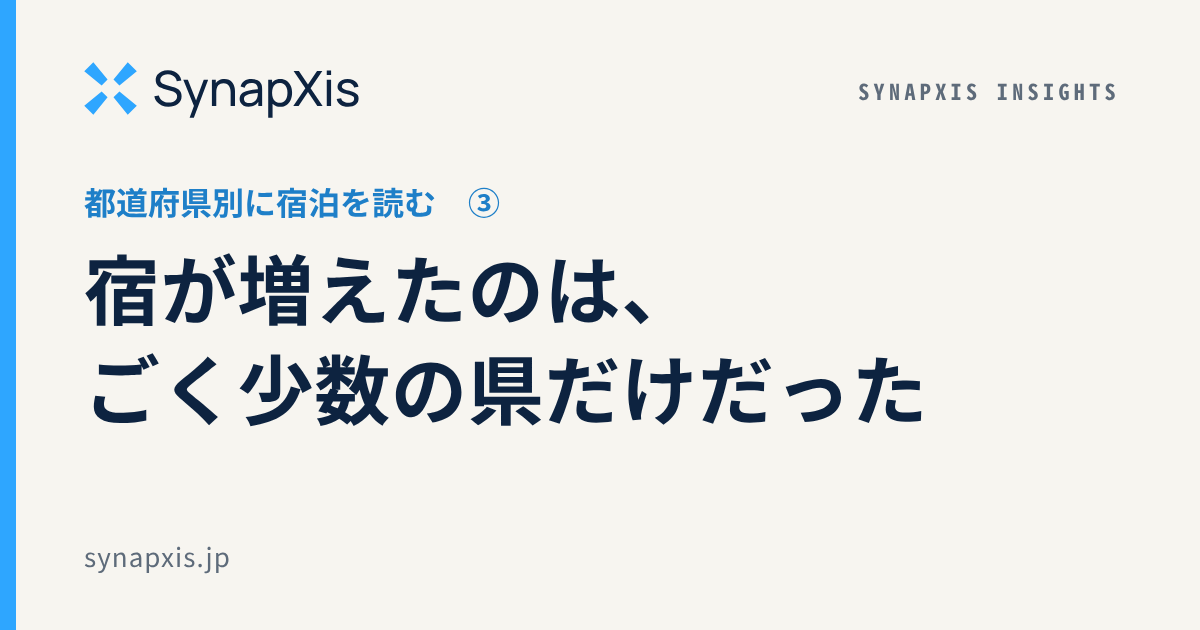 SynapXis
SYNAPXIS INSIGHTS
都道府県別に宿泊を読む ③
宿が増えたのは、
ごく少数の県だけだった
synapxis.jp